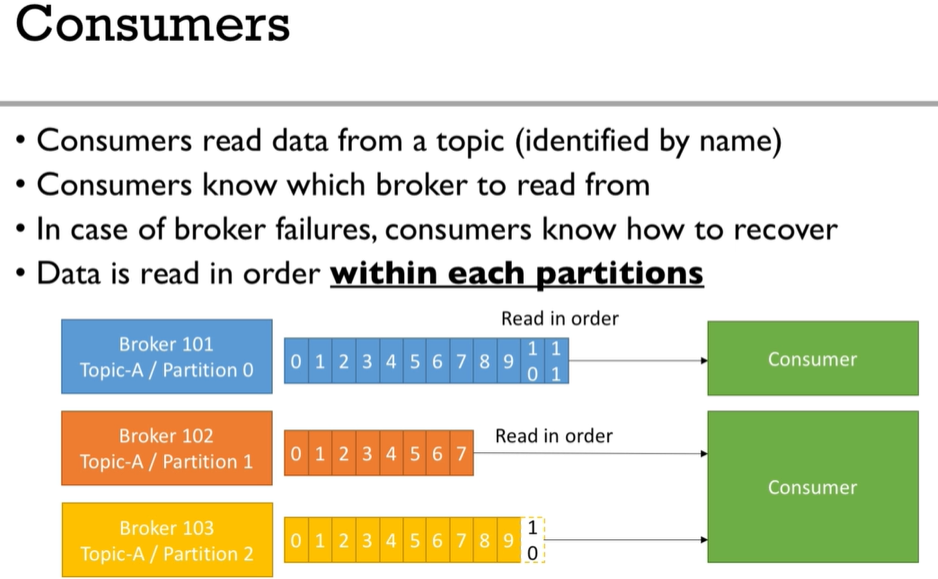 Consumers
• Consumers read data from a topic (identified by name)
• Consumers know which broker to read from
• In case of broker failures, consumers know how to recover
• Data is read in order within each partitions
Read in order
Broker 101
Topic-A / Partition 0
0 1 2 3 4 5 6 7 8 9 10 11
Consumer
Broker 102
Topic-A / Partition 1
0 1 2 3 4 5 6 7
Read in order
Consumer
Broker 103
Topic-A / Partition 2
0 1 2 3 4 5 6 7 8 9 10